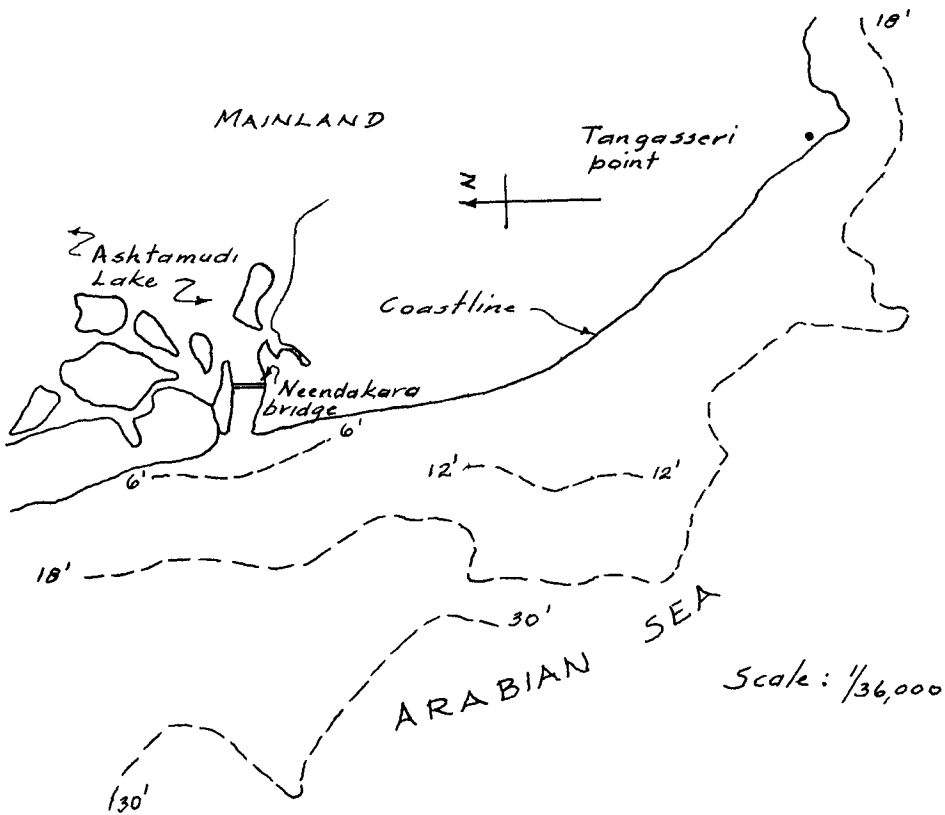 18'
MAINLAND
Tangasseri
point
N
Ashtamudi
Lake
Coastline
Neendakara
bridge
6'
6'
12'
12'
18'
30'
ARABIAN SEA
Scale: 1/36,000
30'